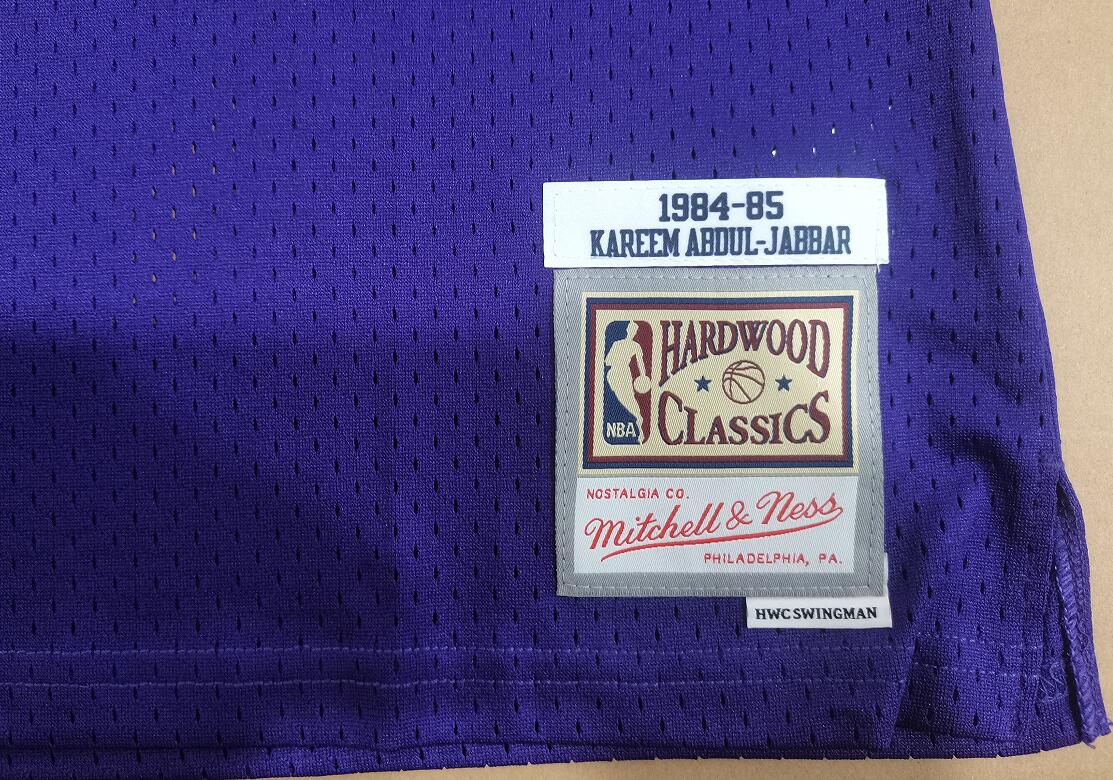 1984-85
KAREEM ABDUL-JABBAR
HARDWOOD
CLASSICS
NBA
NOSTALGIA CO.
Mitchell & Ness
PHILADELPHIA, PA.
HWC SWINGMAN